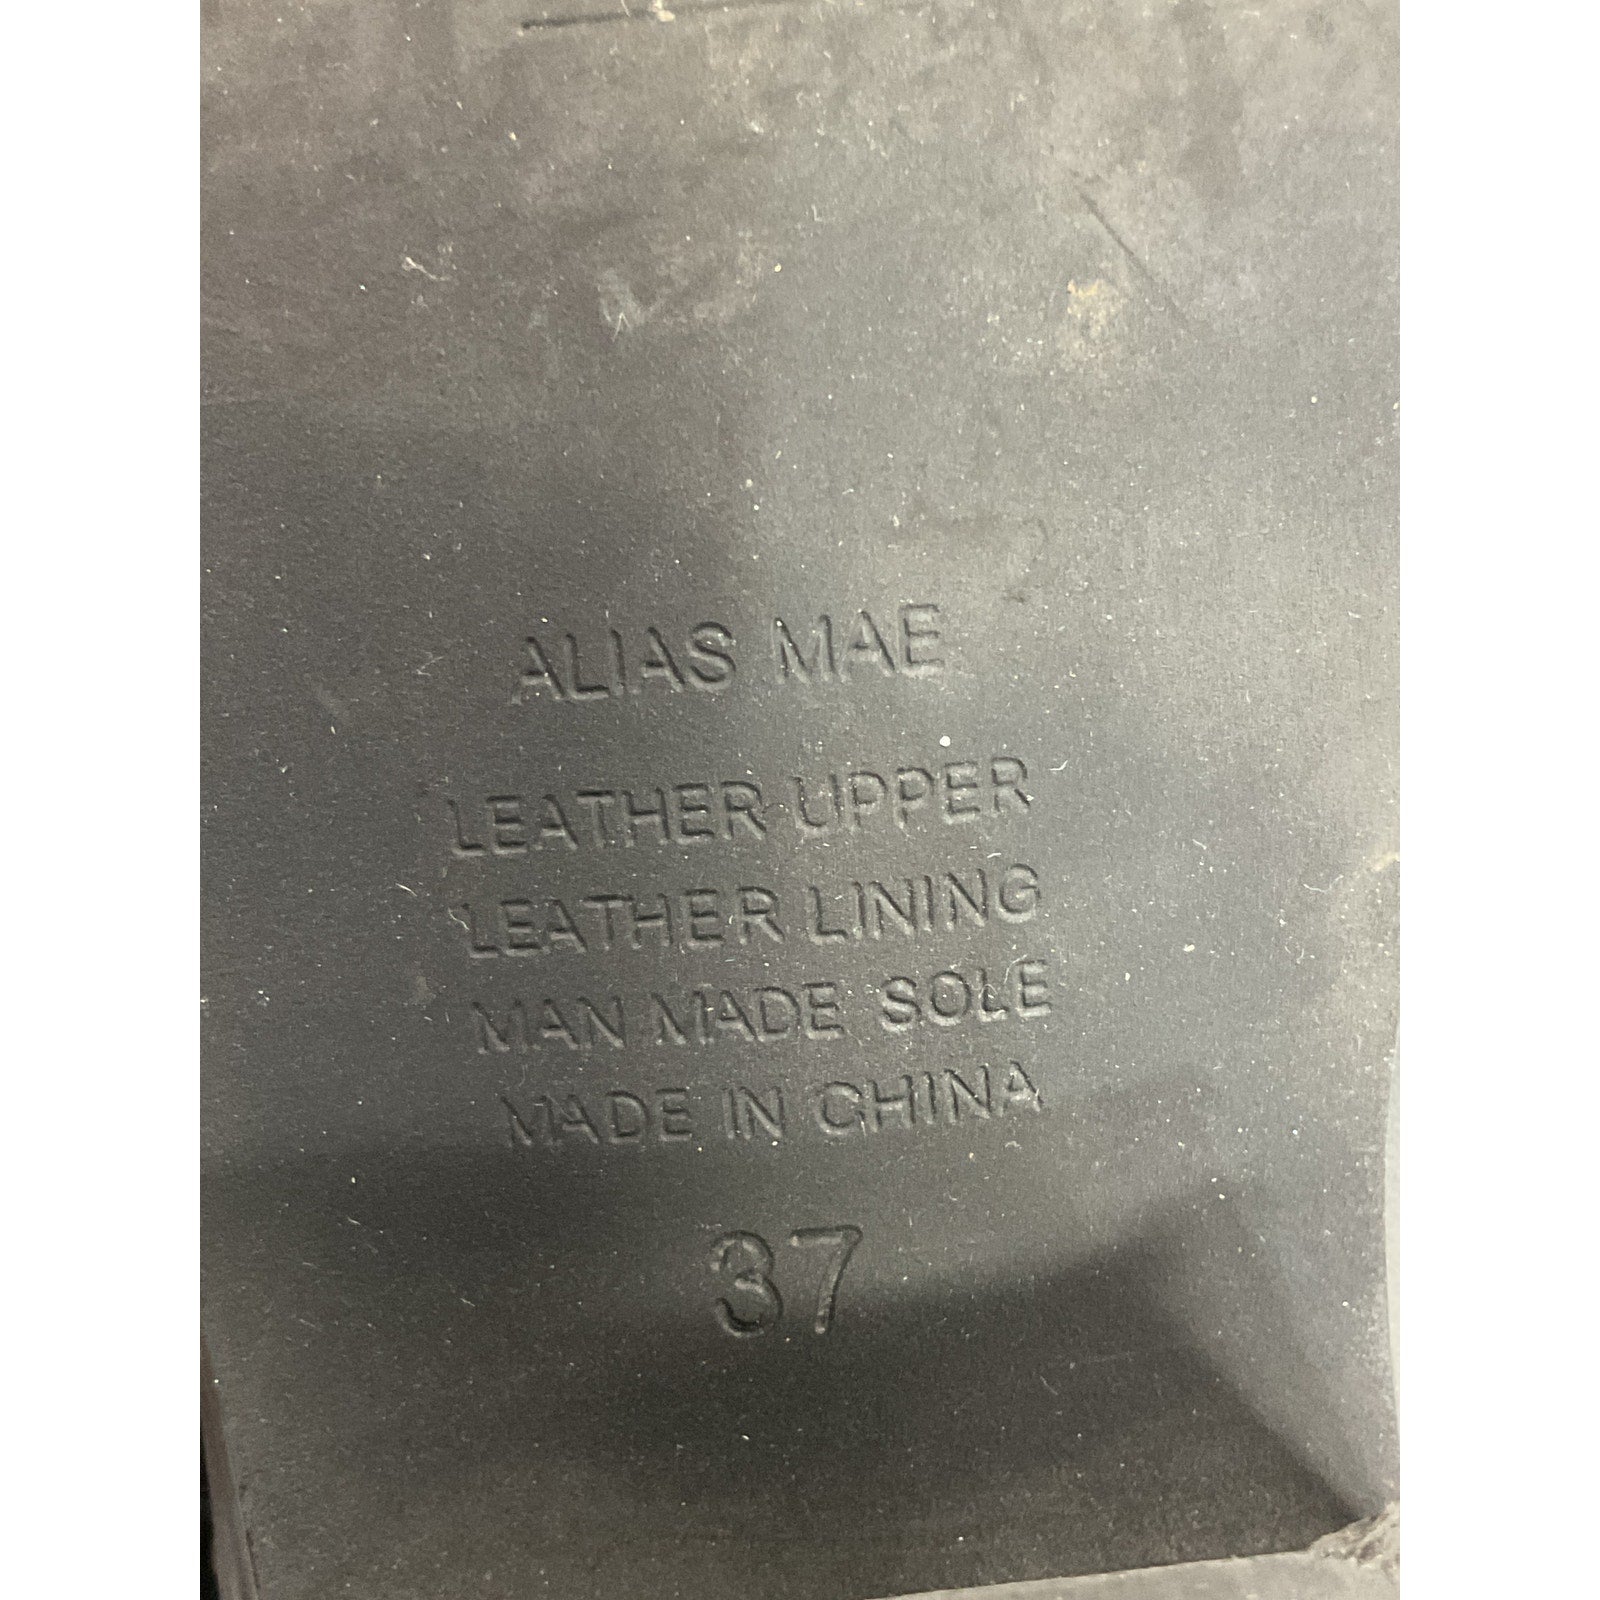 ALIAS MAE
LEATHER UPPER
LEATHER LINING
MAN MADE SOLE
MADE IN CHINA
37